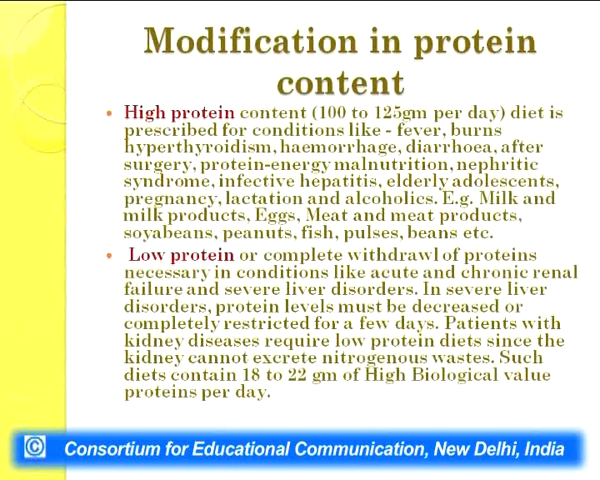 Modification in protein
content
• High protein content (100 to 125gm per day) diet is
prescribed for conditions like - fever, burns
hyperthyroidism, haemorrhage, diarrhoea, after
surgery, protein-energy malnutrition, nephritic
syndrome, infective hepatitis, elderly adolescents,
pregnancy, lactation and alcoholics. E.g. Milk and
milk products, Eggs, Meat and meat products,
soyabeans, peanuts, fish, pulses, beans etc.
• Low protein or complete withdrawl of proteins
necessary in conditions like acute and chronic renal
failure and severe liver disorders. In severe liver
disorders, protein levels must be decreased or
completely restricted for a few days. Patients with
kidney diseases require low protein diets since the
kidney cannot excrete nitrogenous wastes. Such
diets contain 18 to 22 gm of High Biological value
proteins per day.
© Consortium for Educational Communication, New Delhi, India